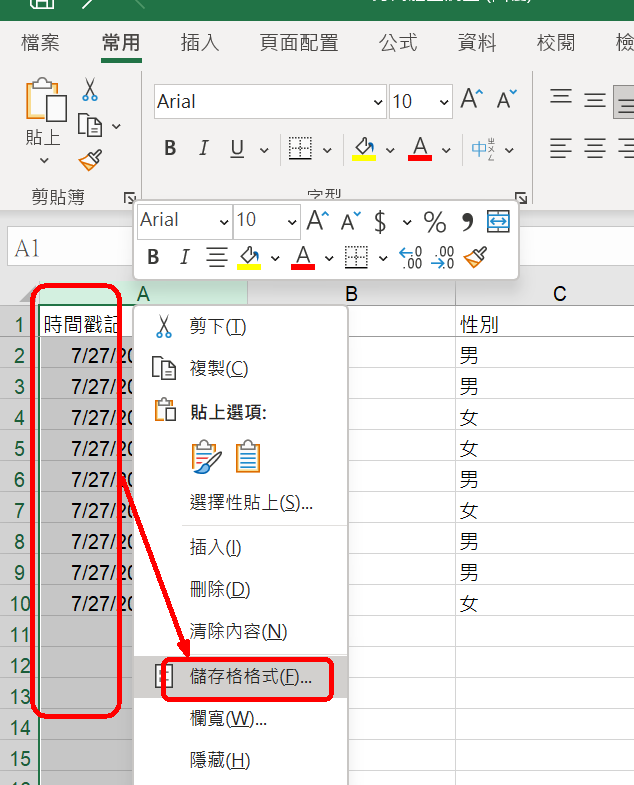 檔案 常用 插入 頁面配置 公式 資料 校閱
Arial 10 A A
貼上
B I U A 中
剪貼簿 字型
Arial 10 A A $ % ,
B I A .00 .00
A1
A B C
1 時間戳記 性別
2 7/27/20 男
3 7/27/20 男
4 7/27/20 女
5 7/27/20 女
6 7/27/20 男
7 7/27/20 女
8 7/27/20 男
9 7/27/20 男
10 7/27/20 女
11
12
13
14
15
剪下(T)
複製(C)
貼上選項:
選擇性貼上(S)...
插入(I)
刪除(D)
清除內容(N)
儲存格格式(F)...
欄寬(W)...
隱藏(H)